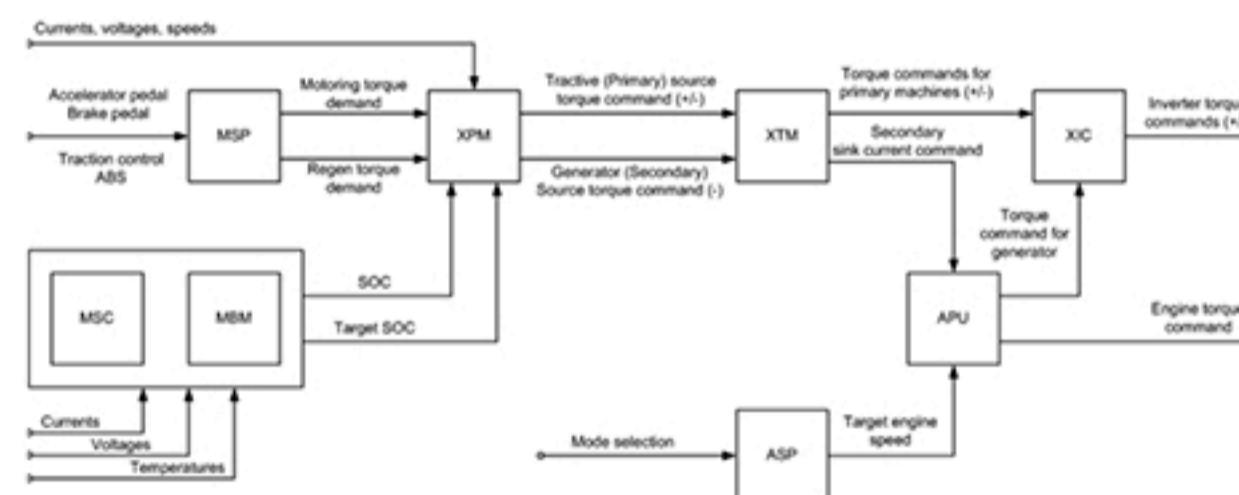 Currents, voltages, speeds
Accelerator pedal
Brake pedal
Traction control
ABS
MSP
Motoring torque
demand
Regen torque
demand
XPM
Tractive (Primary) source
torque command (+/-)
Generator (Secondary)
Source torque command (-)
XTM
Torque commands for
primary machines (+/-)
Secondary
sink current command
XIC
Inverter torqu
commands (+
Torque
command for
generator
MSC
MBM
SOC
Target SOC
APU
Engine torqu
command
Currents
Voltages
Temperatures
Mode selection
ASP
Target engine
speed